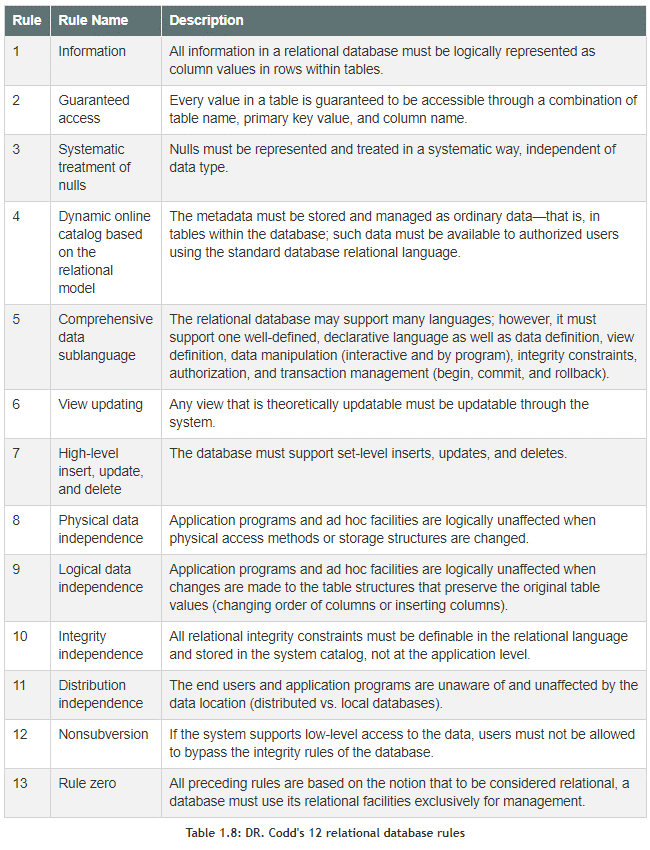 Rule Rule Name Description
1 Information All information in a relational database must be logically represented as
column values in rows within tables.
2 Guaranteed Every value in a table is guaranteed to be accessible through a combination of
access table name, primary key value, and column name.
3 Systematic Nulls must be represented and treated in a systematic way, independent of
treatment of data type.
nulls
4 Dynamic online The metadata must be stored and managed as ordinary data—that is, in
catalog based tables within the database; such data must be available to authorized users
on the using the standard database relational language.
relational
model
5 Comprehensive The relational database may support many languages; however, it must
data support one well-defined, declarative language as well as data definition, view
sublanguage definition, data manipulation (interactive and by program), integrity constraints,
authorization, and transaction management (begin, commit, and rollback).
6 View updating Any view that is theoretically updatable must be updatable through the
system.
7 High-level The database must support set-level inserts, updates, and deletes.
insert, update,
and delete
8 Physical data Application programs and ad hoc facilities are logically unaffected when
independence physical access methods or storage structures are changed.
9 Logical data Application programs and ad hoc facilities are logically unaffected when
independence changes are made to the table structures that preserve the original table
values (changing order of columns or inserting columns).
10 Integrity All relational integrity constraints must be definable in the relational language
independence and stored in the system catalog, not at the application level.
11 Distribution The end users and application programs are unaware of and unaffected by the
independence data location (distributed vs. local databases).
12 Nonsubversion If the system supports low-level access to the data, users must not be allowed
to bypass the integrity rules of the database.
13 Rule zero All preceding rules are based on the notion that to be considered relational, a
database must use its relational facilities exclusively for management.
Table 1.8: DR. Codd's 12 relational database rules